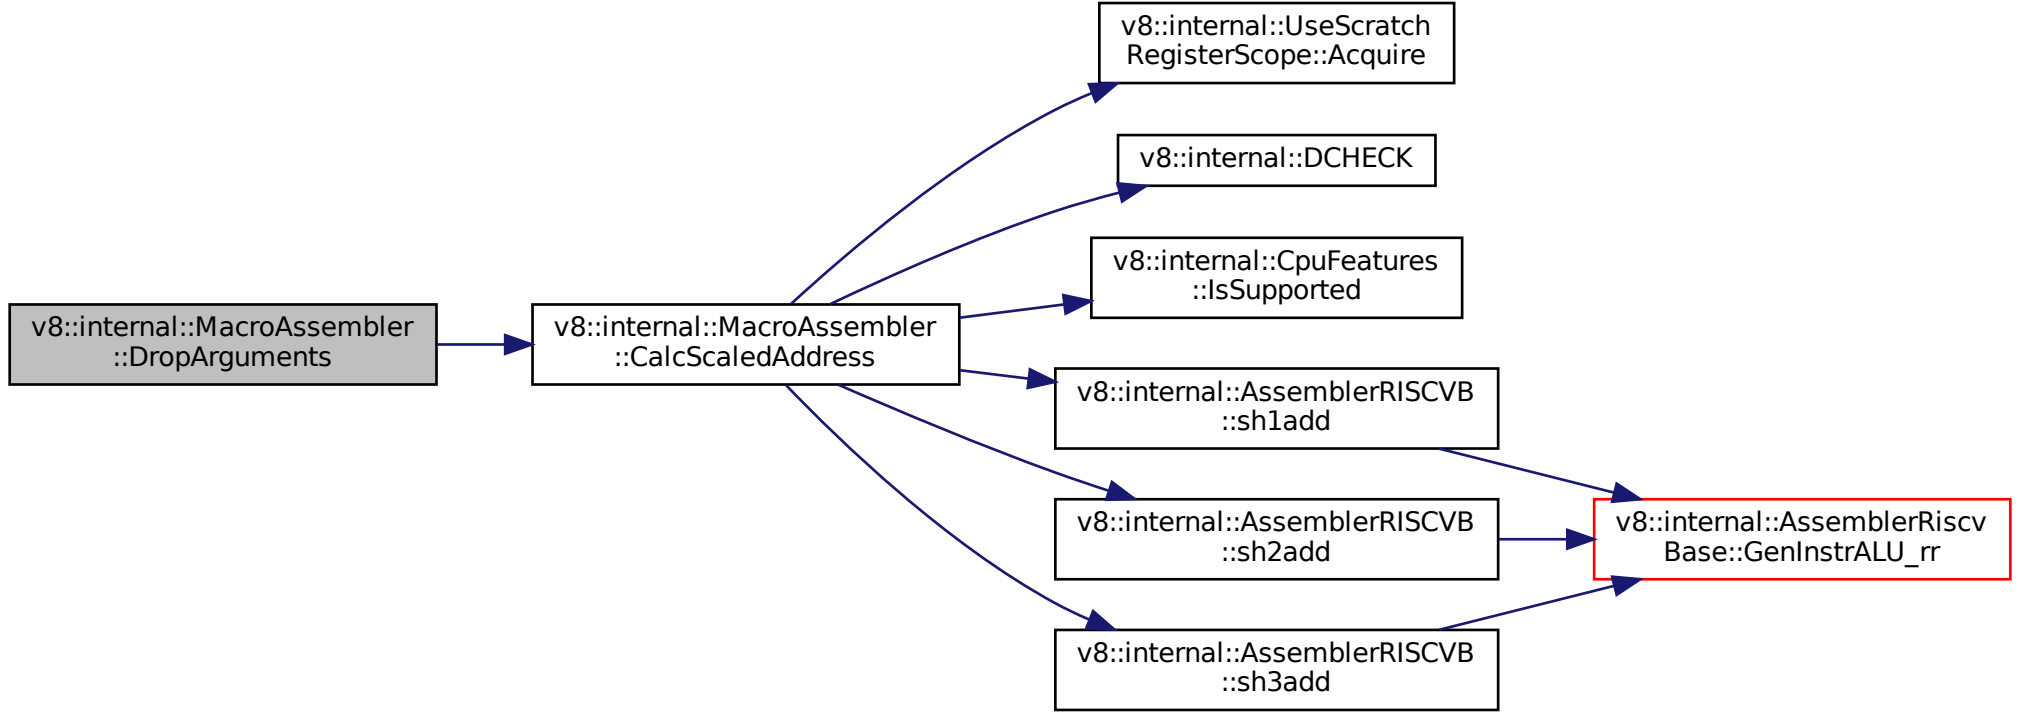 v8::internal::MacroAssembler
::DropArguments
v8::internal::MacroAssembler
::CalcScaledAddress
v8::internal::UseScratch
RegisterScope::Acquire
v8::internal::DCHECK
v8::internal::CpuFeatures
::IsSupported
v8::internal::AssemblerRISCVB
::sh1add
v8::internal::AssemblerRISCVB
::sh2add
v8::internal::AssemblerRISCVB
::sh3add
v8::internal::AssemblerRiscv
Base::GenInstrALU_rr